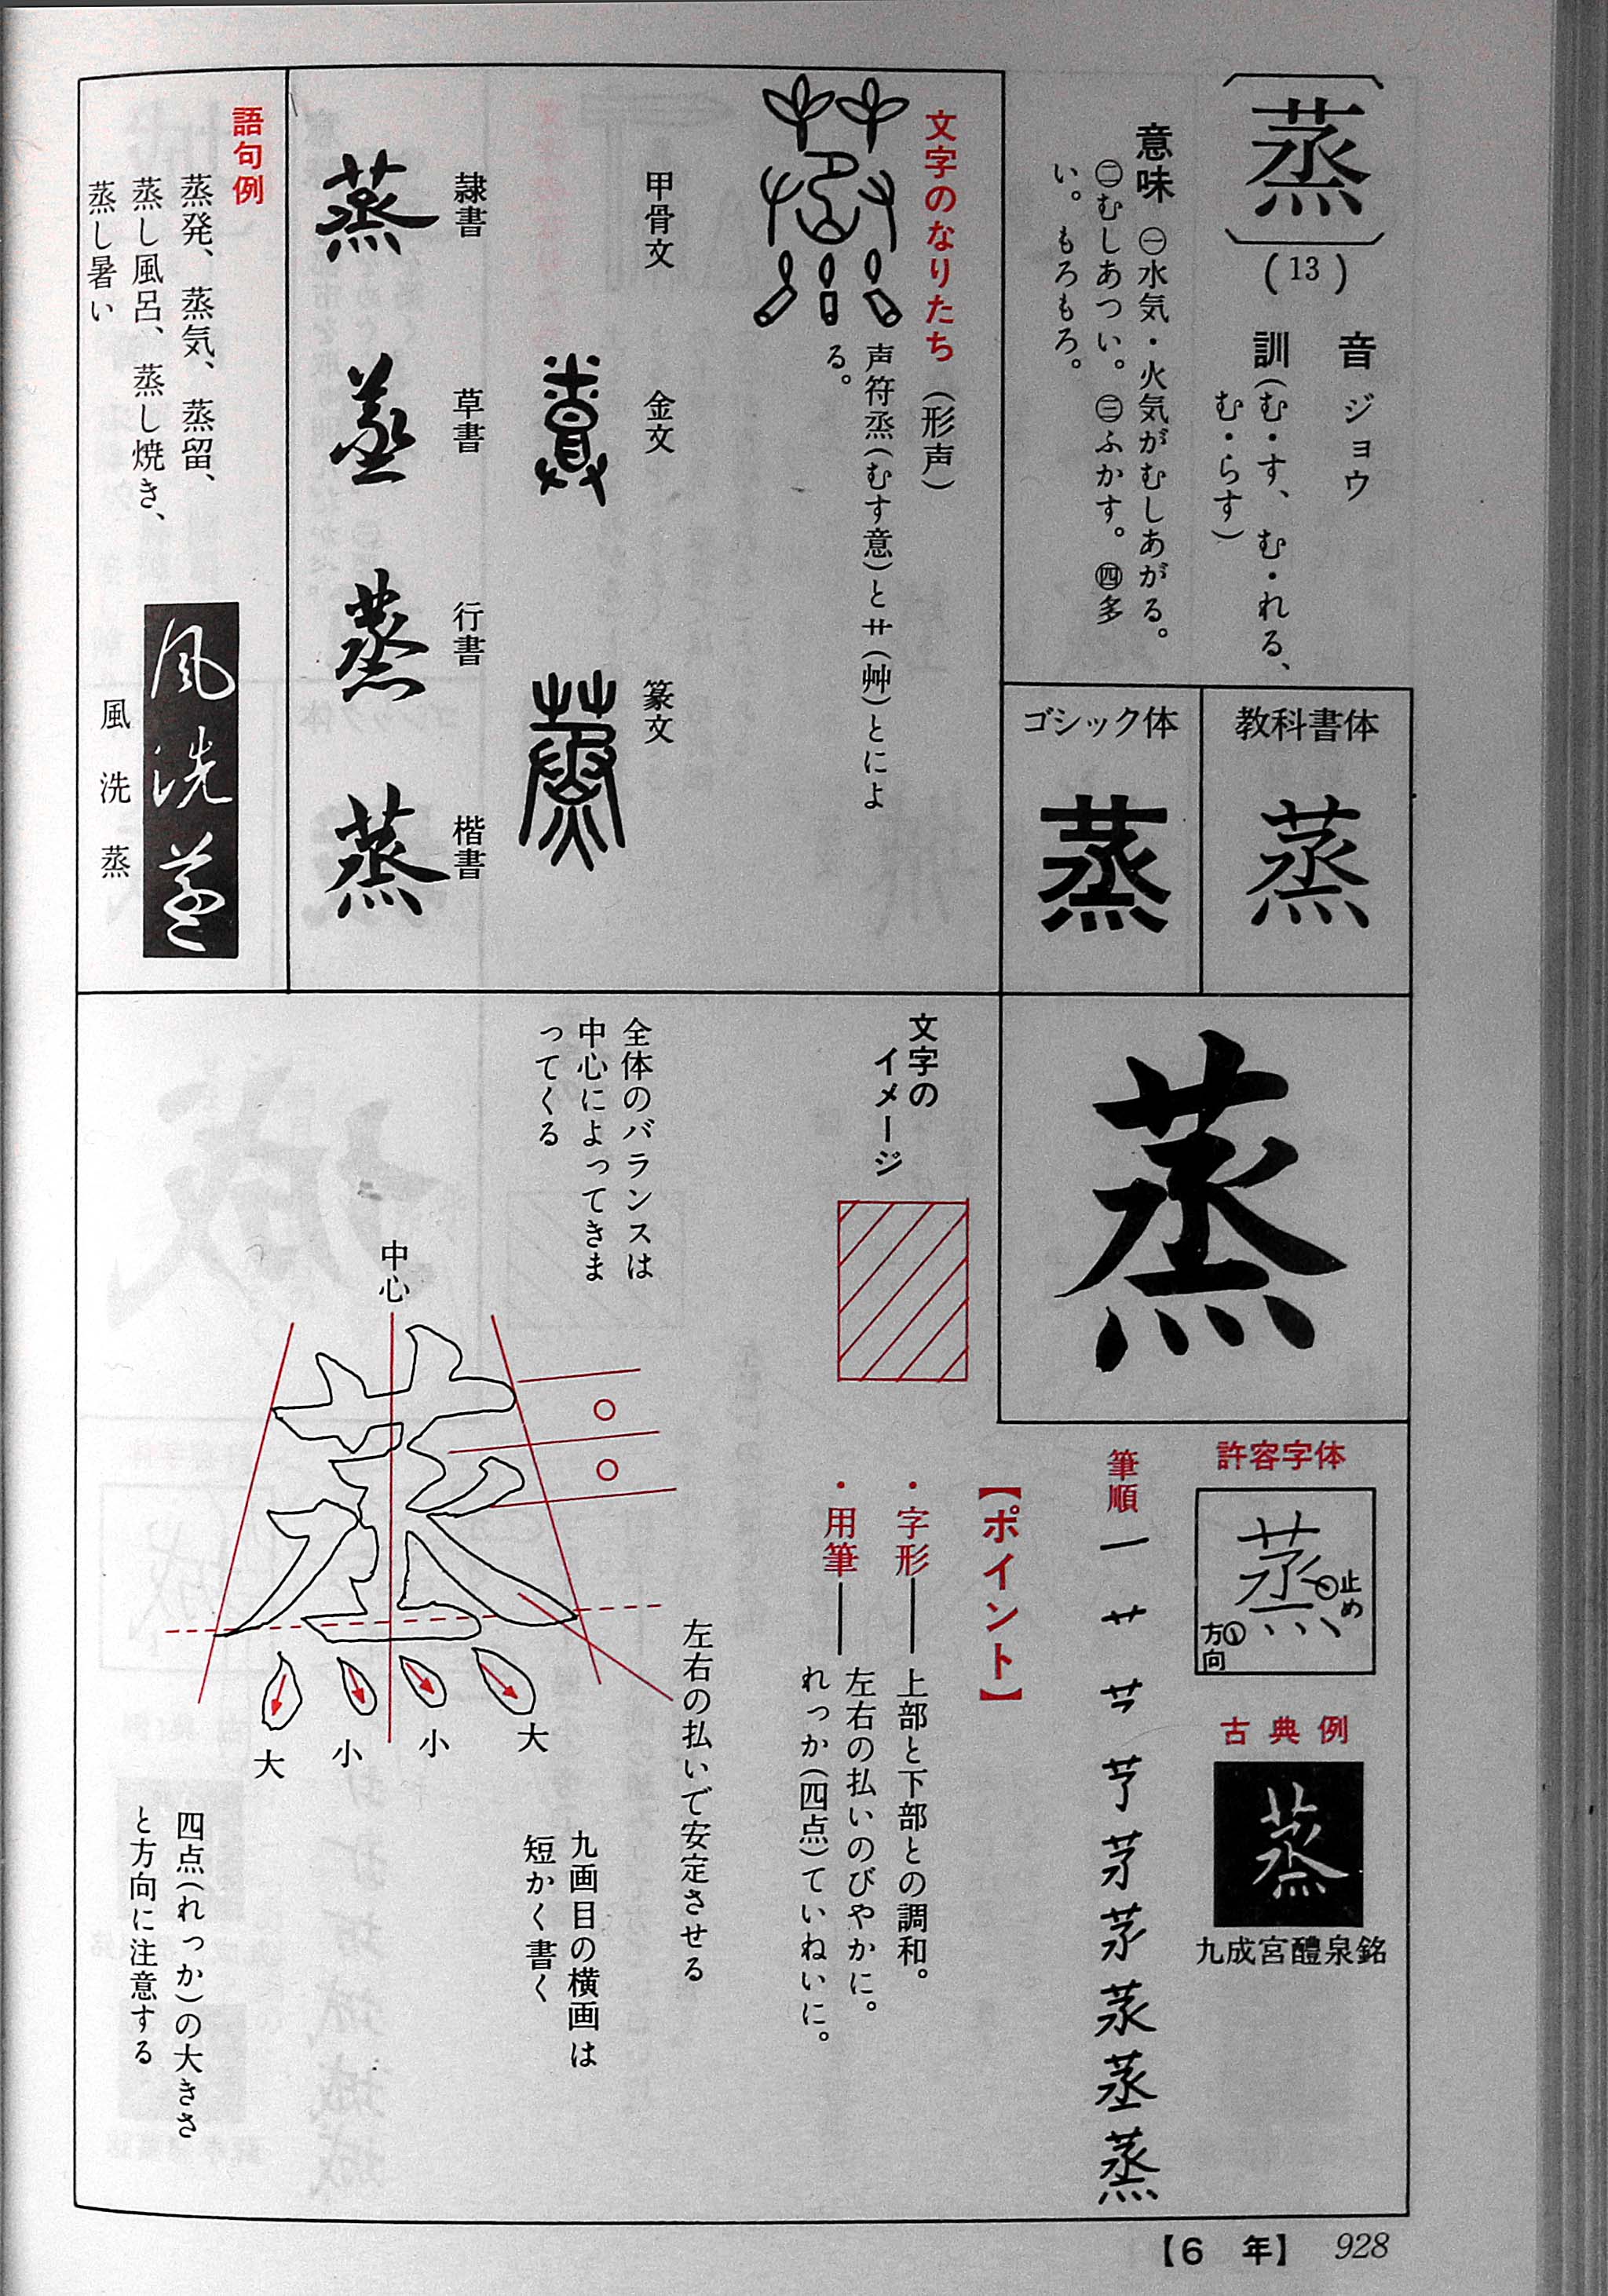 蒸
(13)
音 ジョウ
訓(む・す、む・れる、
む・らす)
意味 ㊀水気・火気がむしあがる。
㊁むしあつい。㊂ふかす。㊃多
い。もろもろ。
教科書体
蒸
ゴシック体
蒸
文字のなりたち(形声)
声符烝(むす意)と艹(艸)とによ
る。
甲骨文
金文
篆文
隷書
蒸
草書
蒸
行書
蒸
楷書
蒸
語句例
蒸発、蒸気、蒸留、
蒸し風呂、蒸し焼き、
蒸し暑い
風洗蒸
風洗蒸
蒸
許容字体
蒸
止め
方向
古典例
蒸
九成宮醴泉銘
筆順
蒸
【ポイント】
・字形——上部と下部との調和。
左右の払いのびやかに。
・用筆——れっか(四点)ていねいに。
文字の
イメージ
全体のバランスは
中心によってきま
ってくる
中心
左右の払いで安定させる
九画目の横画は
短かく書く
大
小
小
大
四点(れっか)の大きさ
と方向に注意する
【6年】 928